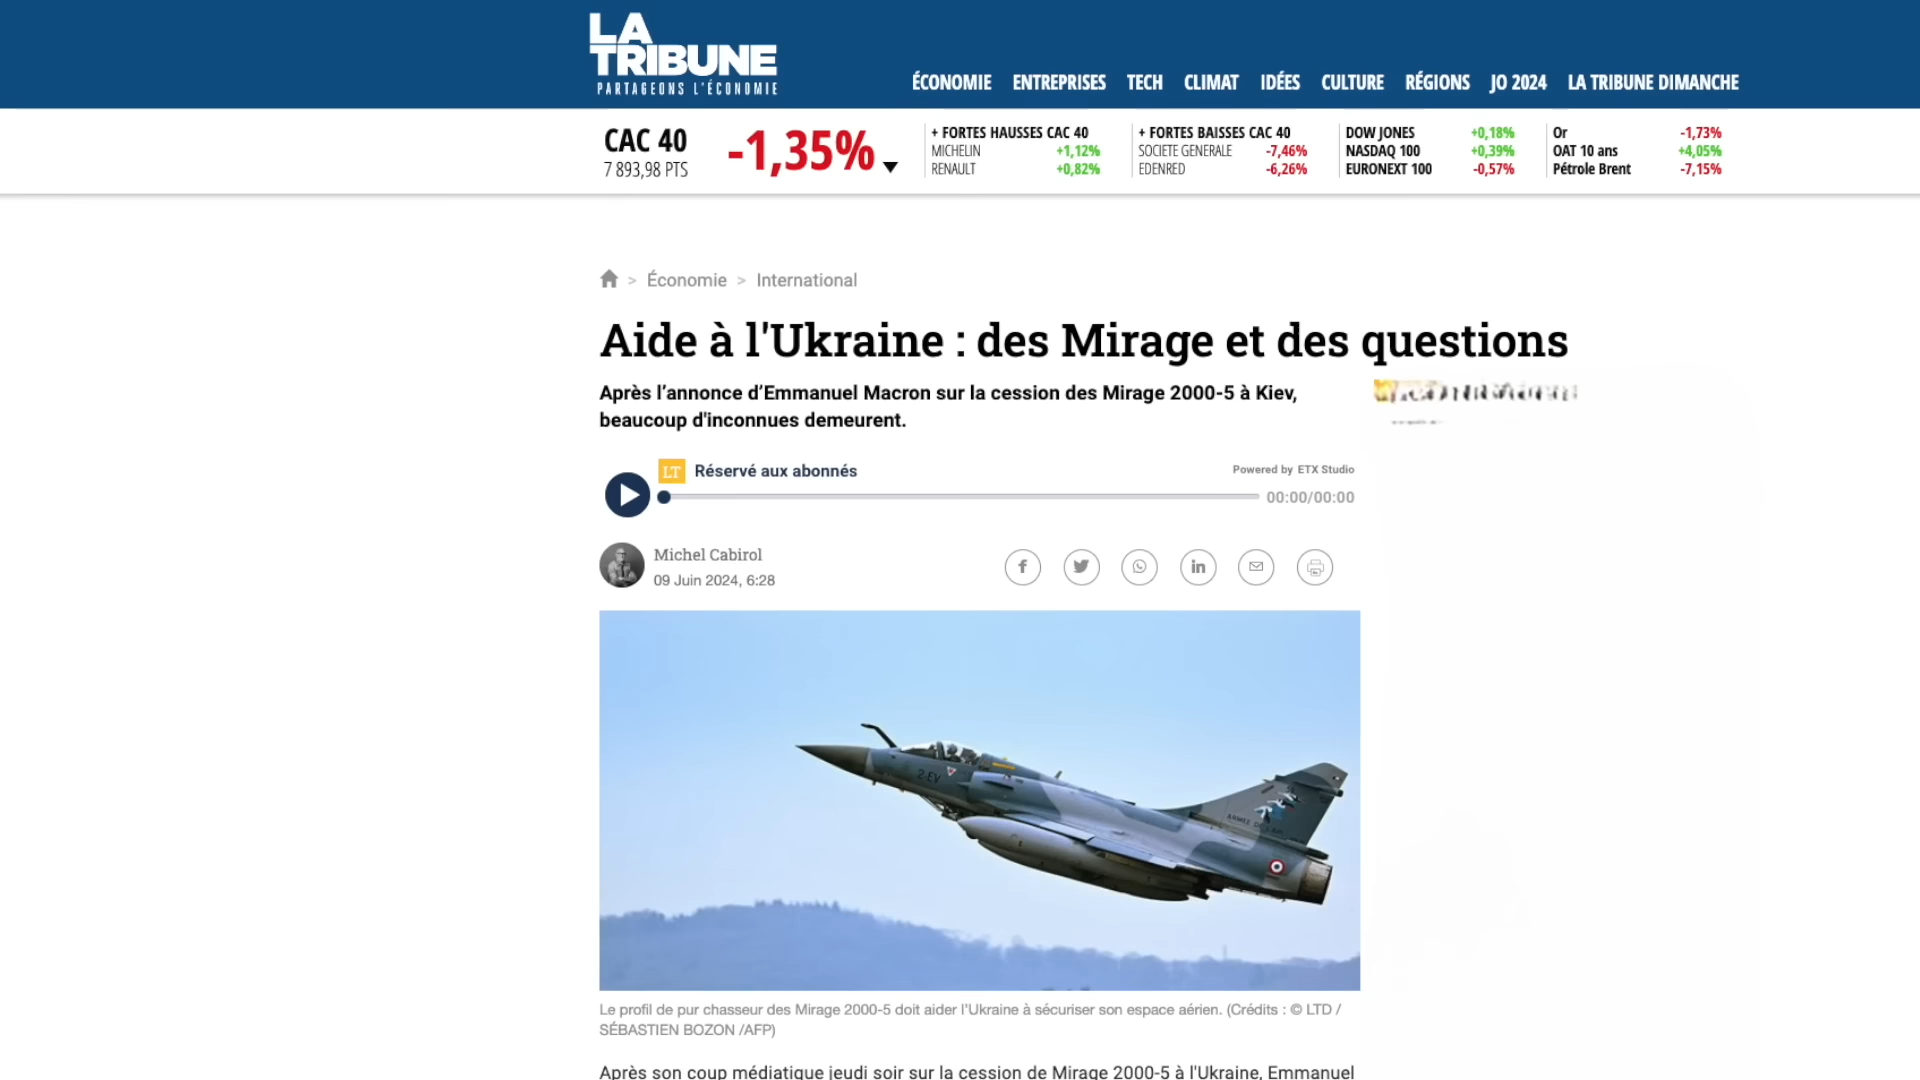 LA
TRIBUNE
PARTAGEONS L'ÉCONOMIE
ÉCONOMIE ENTREPRISES TECH CLIMAT IDÉES CULTURE RÉGIONS JO 2024 LA TRIBUNE DIMANCHE
CAC 40
7 893,98 PTS
-1,35%
+ FORTES HAUSSES CAC 40
MICHELIN +1,12%
RENAULT +0,82%
+ FORTES BAISSES CAC 40
SOCIETE GENERALE -7,46%
EDENRED -6,26%
DOW JONES +0,18%
NASDAQ 100 +0,39%
EURONEXT 100 -0,57%
Or -1,73%
OAT 10 ans +4,05%
Pétrole Brent -7,15%
> Économie > International
Aide à l'Ukraine : des Mirage et des questions
Après l’annonce d’Emmanuel Macron sur la cession des Mirage 2000-5 à Kiev,
beaucoup d'inconnues demeurent.
LT Réservé aux abonnés
Powered by ETX Studio
00:00/00:00
Michel Cabirol
09 Juin 2024, 6:28
2-EV
Le profil de pur chasseur des Mirage 2000-5 doit aider l’Ukraine à sécuriser son espace aérien. (Crédits : © LTD /
SÉBASTIEN BOZON /AFP)
Après son coup médiatique jeudi soir sur la cession de Mirage 2000-5 à l'Ukraine, Emmanuel